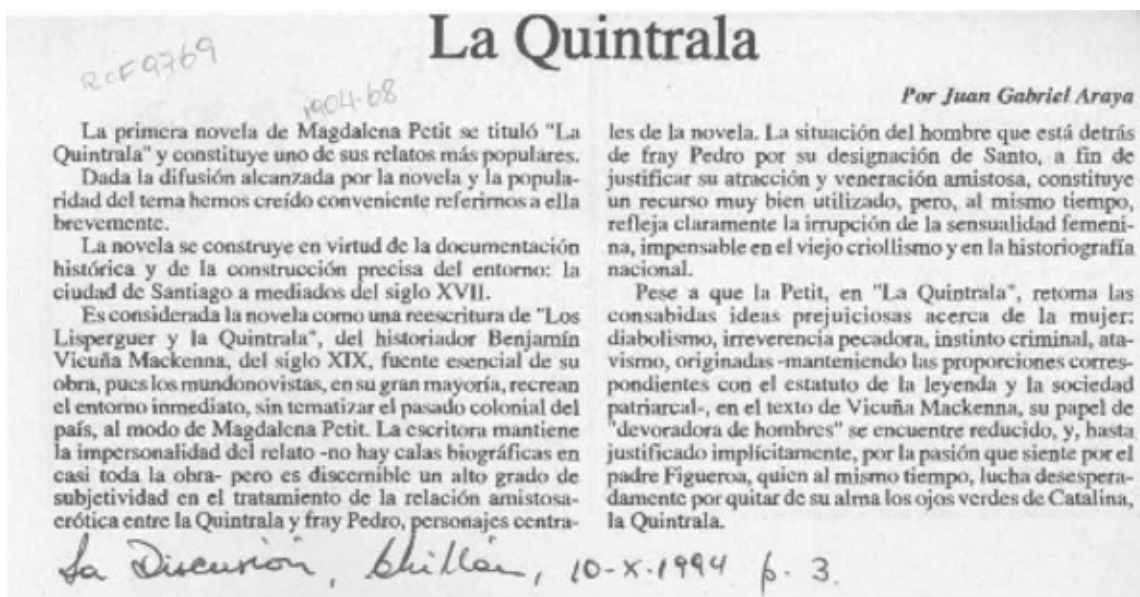 La Quintrala
RCF9769
1904-68
Por Juan Gabriel Araya
La primera novela de Magdalena Petit se tituló "La
Quintrala" y constituye uno de sus relatos más populares.
Dada la difusión alcanzada por la novela y la popula-
ridad del tema hemos creído conveniente referirnos a ella
brevemente.
La novela se construye en virtud de la documentación
histórica y de la construcción precisa del entorno: la
ciudad de Santiago a mediados del siglo XVII.
Es considerada la novela como una reescritura de "Los
Lisperguer y la Quintrala", del historiador Benjamín
Vicuña Mackenna, del siglo XIX, fuente esencial de su
obra, pues los mundonovistas, en su gran mayoría, recrean
el entorno inmediato, sin tematizar el pasado colonial del
país, al modo de Magdalena Petit. La escritora mantiene
la impersonalidad del relato -no hay calas biográficas en
casi toda la obra- pero es discernible un alto grado de
subjetividad en el tratamiento de la relación amistosa-
erótica entre la Quintrala y fray Pedro, personajes centra-
les de la novela. La situación del hombre que está detrás
de fray Pedro por su designación de Santo, a fin de
justificar su atracción y veneración amistosa, constituye
un recurso muy bien utilizado, pero, al mismo tiempo,
refleja claramente la irrupción de la sensualidad femeni-
na, impensable en el viejo criollismo y en la historiografía
nacional.
Pese a que la Petit, en "La Quintrala", retoma las
consabidas ideas prejuiciosas acerca de la mujer:
diabolismo, irreverencia pecadora, instinto criminal, ata-
vismo, originadas -manteniendo las proporciones corres-
pondientes con el estatuto de la leyenda y la sociedad
patriarcal-, en el texto de Vicuña Mackenna, su papel de
"devoradora de hombres" se encuentre reducido, y, hasta
justificado implícitamente, por la pasión que siente por el
padre Figueroa, quien al mismo tiempo, lucha desespera-
damente por quitar de su alma los ojos verdes de Catalina,
la Quintrala.
La Discusión, Chillán, 10-X-1994 p. 3.